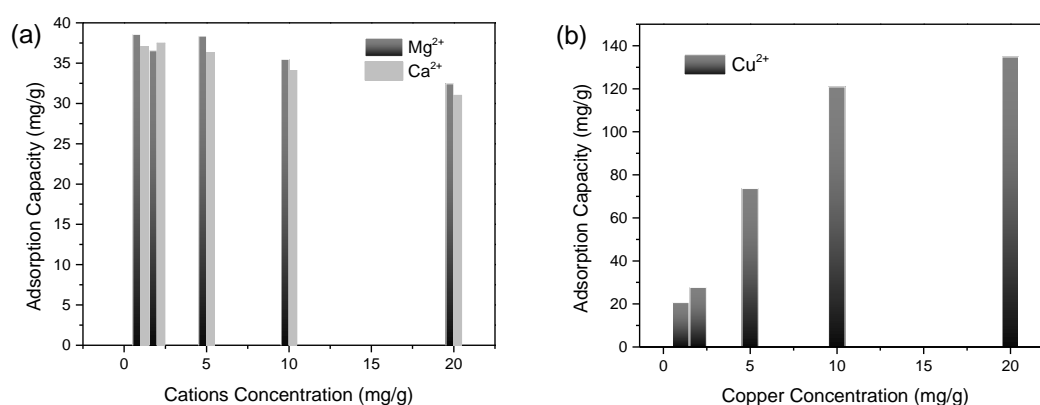 (a)
Mg²⁺
Ca²⁺
Adsorption Capacity (mg/g)
40
35
30
25
20
15
10
5
0
0 5 10 15 20
Cations Concentration (mg/g)
(b)
Cu²⁺
Adsorption Capacity (mg/g)
140
120
100
80
60
40
20
0
0 5 10 15 20
Copper Concentration (mg/g)